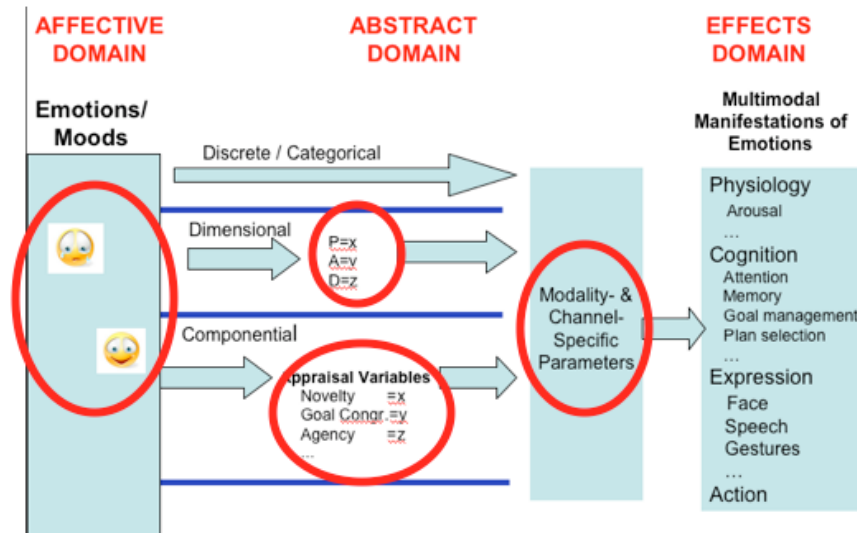 AFFECTIVE
DOMAIN
ABSTRACT
DOMAIN
EFFECTS
DOMAIN
Emotions/
Moods
Multimodal
Manifestations of
Emotions
Discrete / Categorical
Dimensional
P=x
A=y
D=z
Componential
Appraisal Variables
Novelty =x
Goal Congr.=y
Agency =z
...
Modality- &
Channel-
Specific
Parameters
Physiology
Arousal
...
Cognition
Attention
Memory
Goal management
Plan selection
...
Expression
Face
Speech
Gestures
...
Action